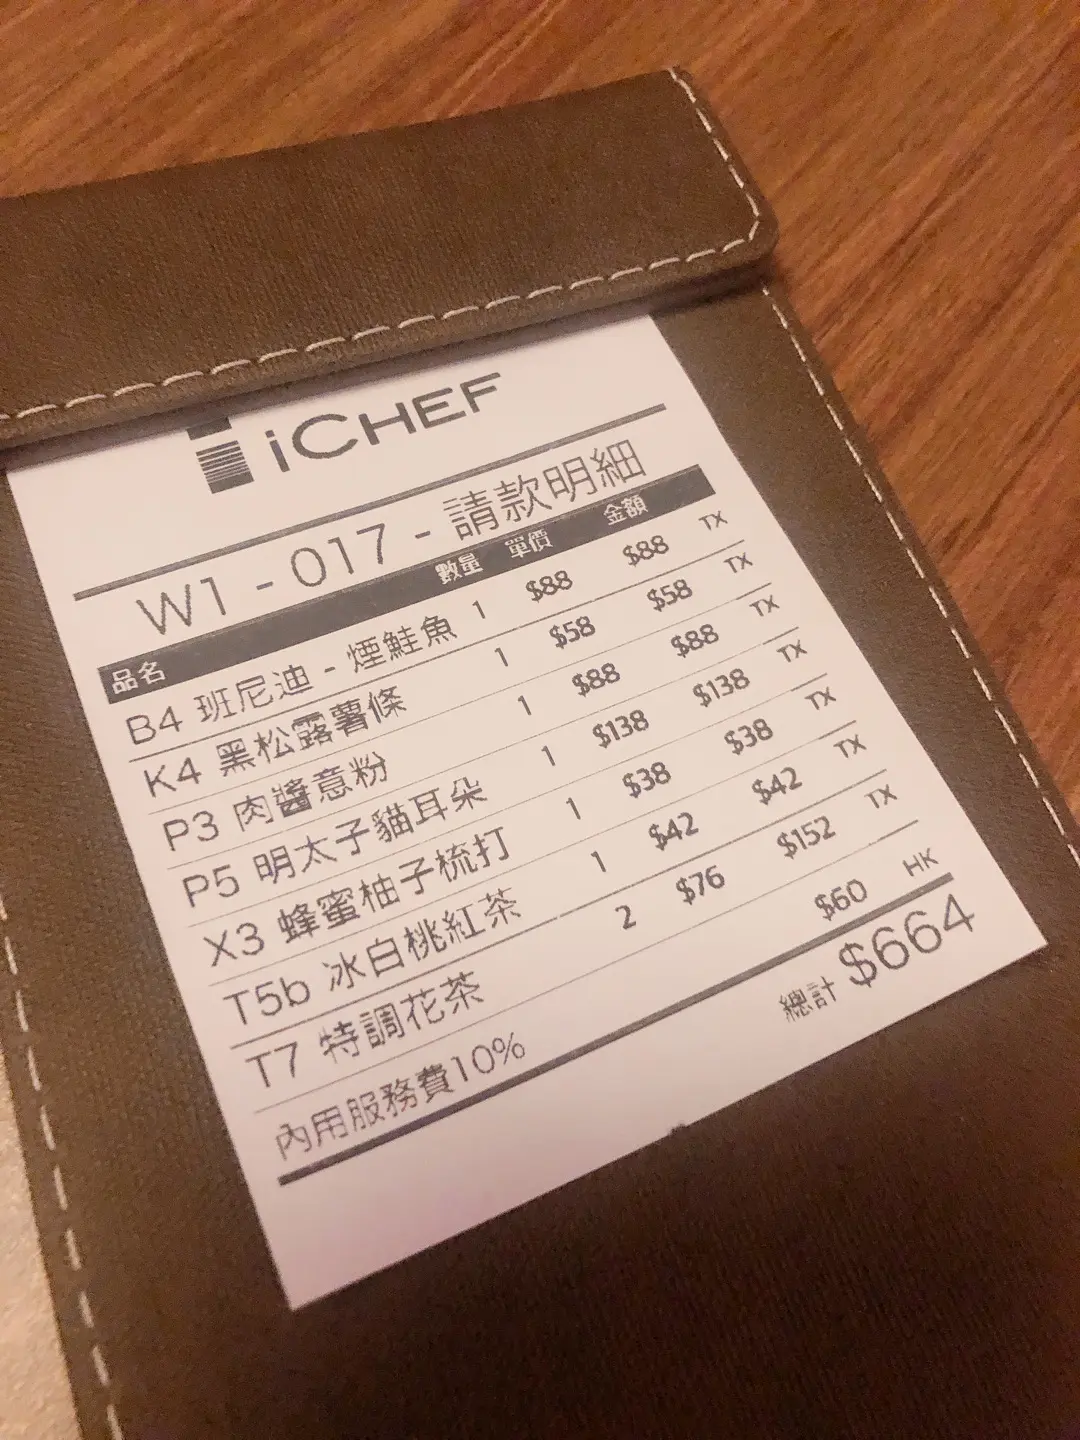 iCHEF
W1 - 017 - 請款明細
品名 數量 單價 金額
B4 班尼迪 - 煙鮭魚 1 $88 $88 TX
K4 黑松露薯條 1 $58 $58 TX
P3 肉醬意粉 1 $88 $88 TX
P5 明太子貓耳朵 1 $138 $138 TX
X3 蜂蜜柚子梳打 1 $38 $38 TX
T5b 冰白桃紅茶 1 $42 $42 TX
T7 特調花茶 2 $76 $152 TX
內用服務費10% $60 HK
總計 $664